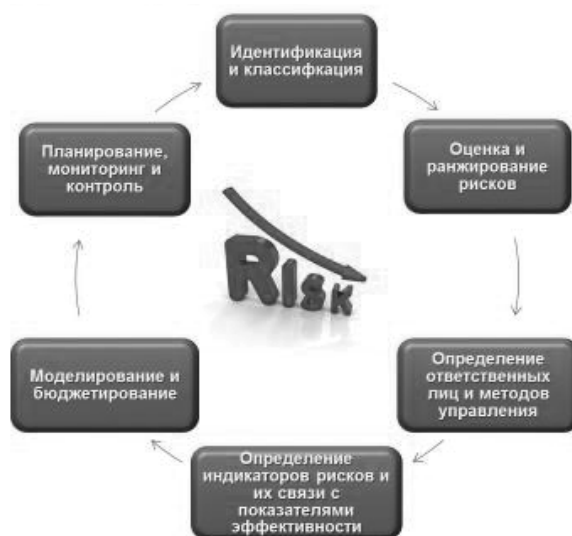 Идентификация
и классифкация
Планирование,
мониторинг и
контроль
Оценка и
ранжирование
рисков
RISK
Моделирование и
бюджетирование
Определение
ответственных
лиц и методов
управления
Определение
индикаторов рисков и
их связи с
показателями
эффективности